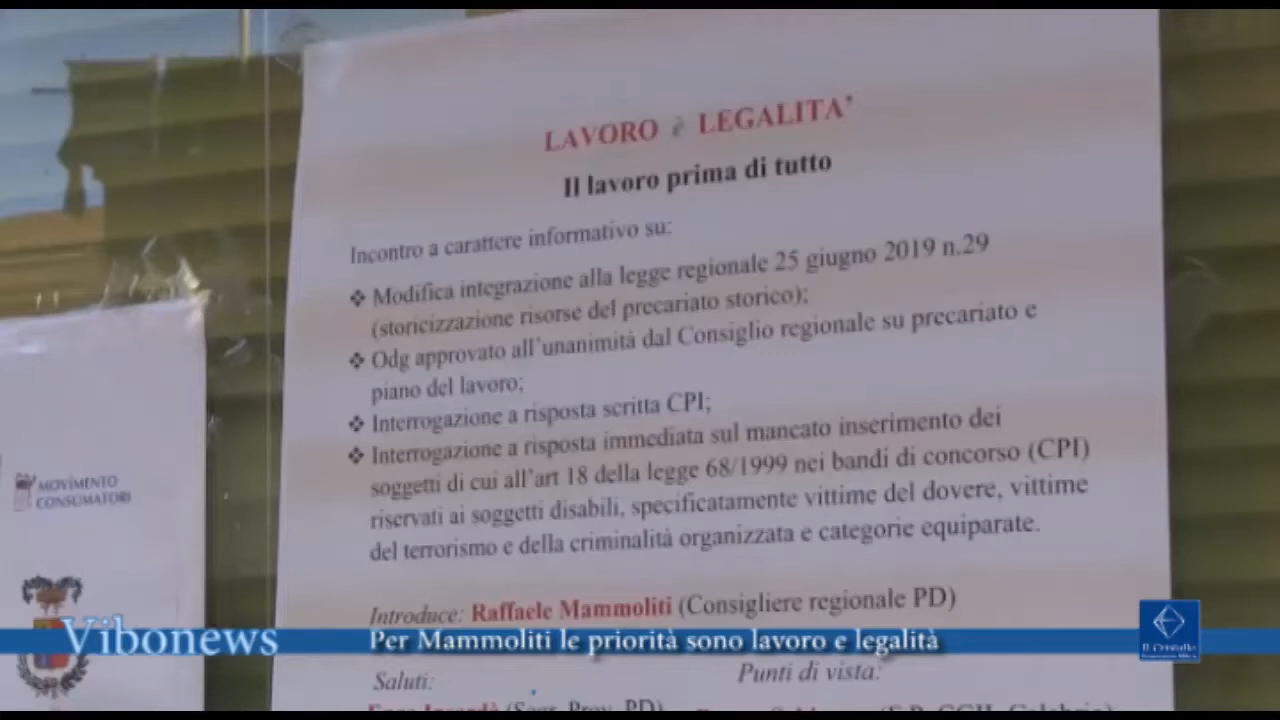 LAVORO è LEGALITA'
Il lavoro prima di tutto
Incontro a carattere informativo su:
❖ Modifica integrazione alla legge regionale 25 giugno 2019 n.29
(storicizzazione risorse del precariato storico);
❖ Odg approvato all'unanimità dal Consiglio regionale su precariato e
piano del lavoro;
❖ Interrogazione a risposta scritta CPI;
❖ Interrogazione a risposta immediata sul mancato inserimento dei
soggetti di cui all'art 18 della legge 68/1999 nei bandi di concorso (CPI)
riservati ai soggetti disabili, specificatamente vittime del dovere, vittime
del terrorismo e della criminalità organizzata e categorie equiparate.
Introduce: Raffaele Mammoliti (Consigliere regionale PD)
Saluti:
Punti di vista:
MOVIMENTO
CONSUMATORI
Vibonews
Per Mammoliti le priorità sono lavoro e legalità
Il Cristallo